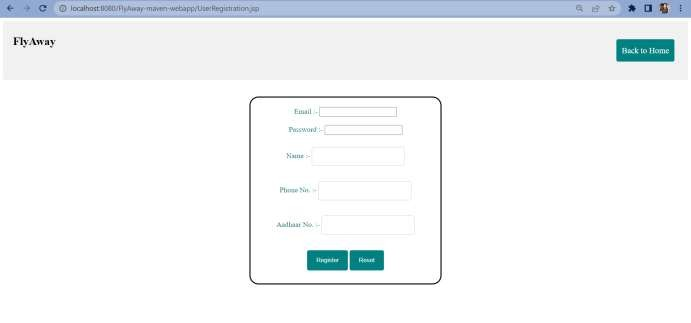 localhost:8080/FlyAway-maven-webapp/UserRegistration.jsp
FlyAway
Back to Home
Email :-
Password :-
Name :-
Phone No. :-
Aadhaar No. :-
Register Reset